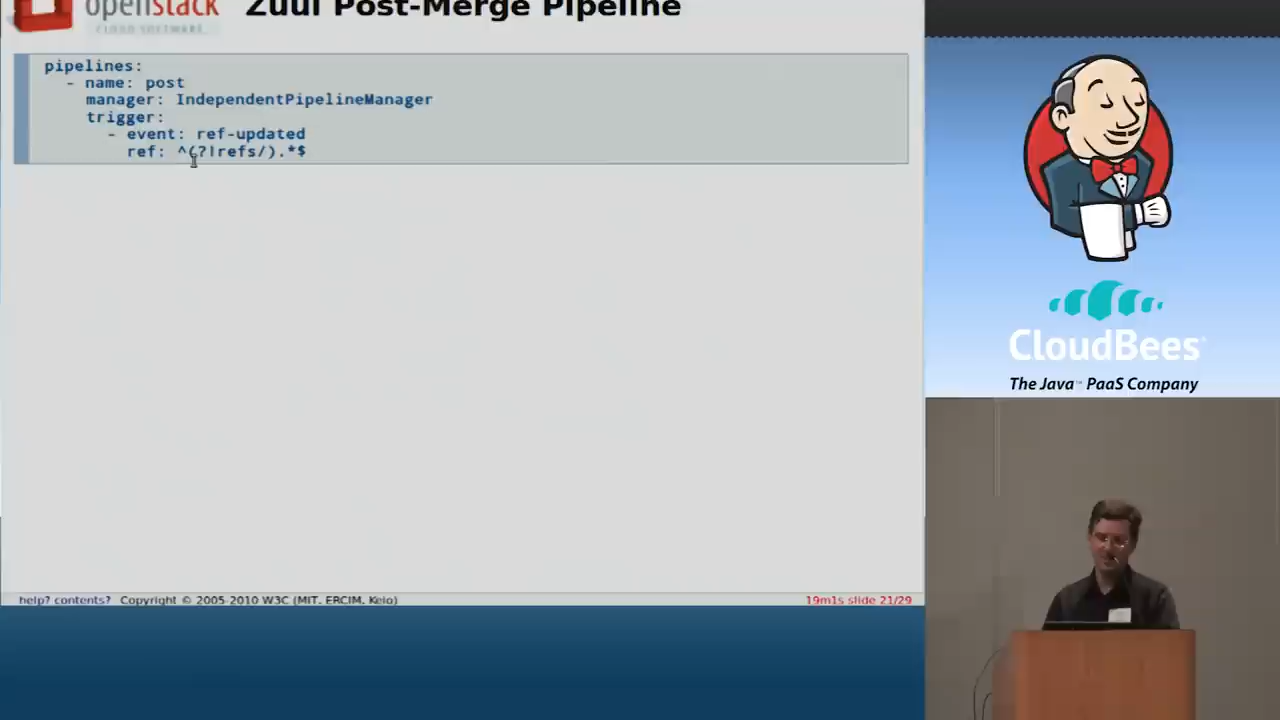 openstack
CLOUD SOFTWARE
Zuul Post-Merge Pipeline
pipelines:
- name: post
manager: IndependentPipelineManager
trigger:
- event: ref-updated
ref: ^(?!refs/).*$
help? contents? Copyright © 2005-2010 W3C (MIT, ERCIM, Keio)
19m1s slide 21/29
CloudBees
The Java™ PaaS Company